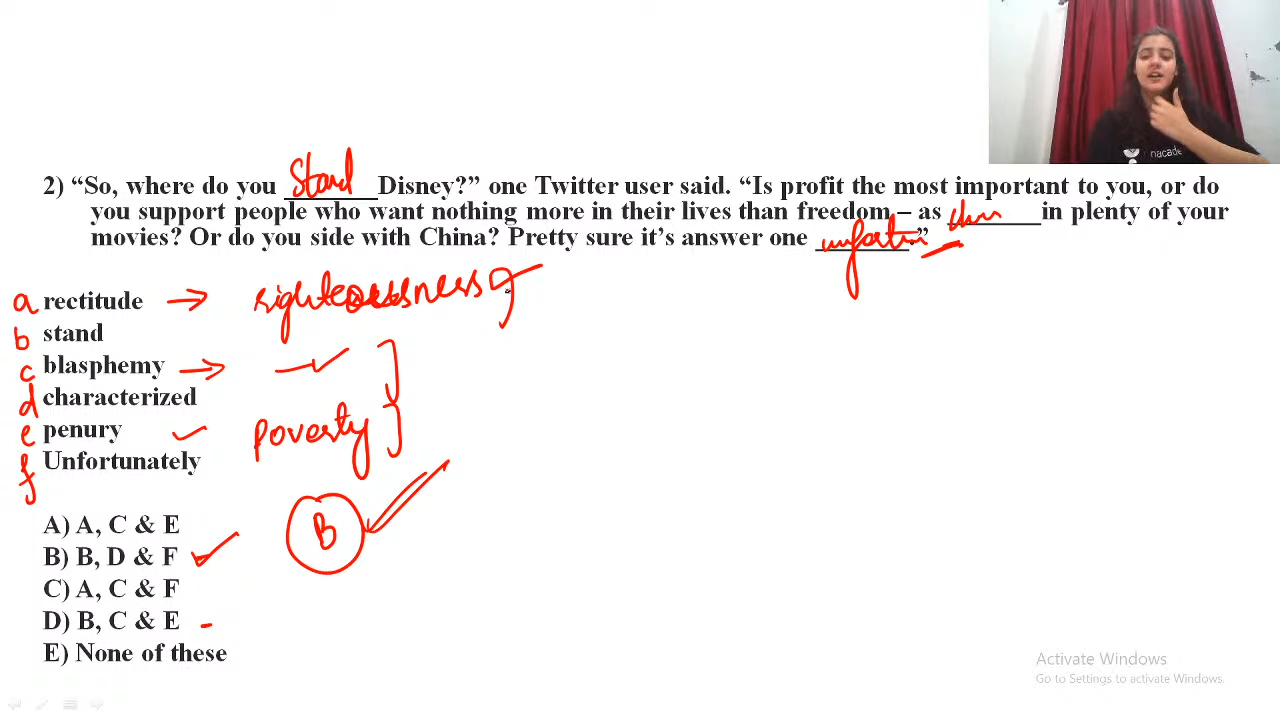 nacade
2) “So, where do you stand Disney?” one Twitter user said. “Is profit the most important to you, or do
you support people who want nothing more in their lives than freedom – as ________in plenty of your
movies? Or do you side with China? Pretty sure it’s answer one ________.”
a rectitude → righteousness
b stand
c blasphemy →
d characterized
e penury poverty
f Unfortunately
A) A, C & E
B) B, D & F
B
C) A, C & F
D) B, C & E
E) None of these
Activate Windows
Go to Settings to activate Windows.